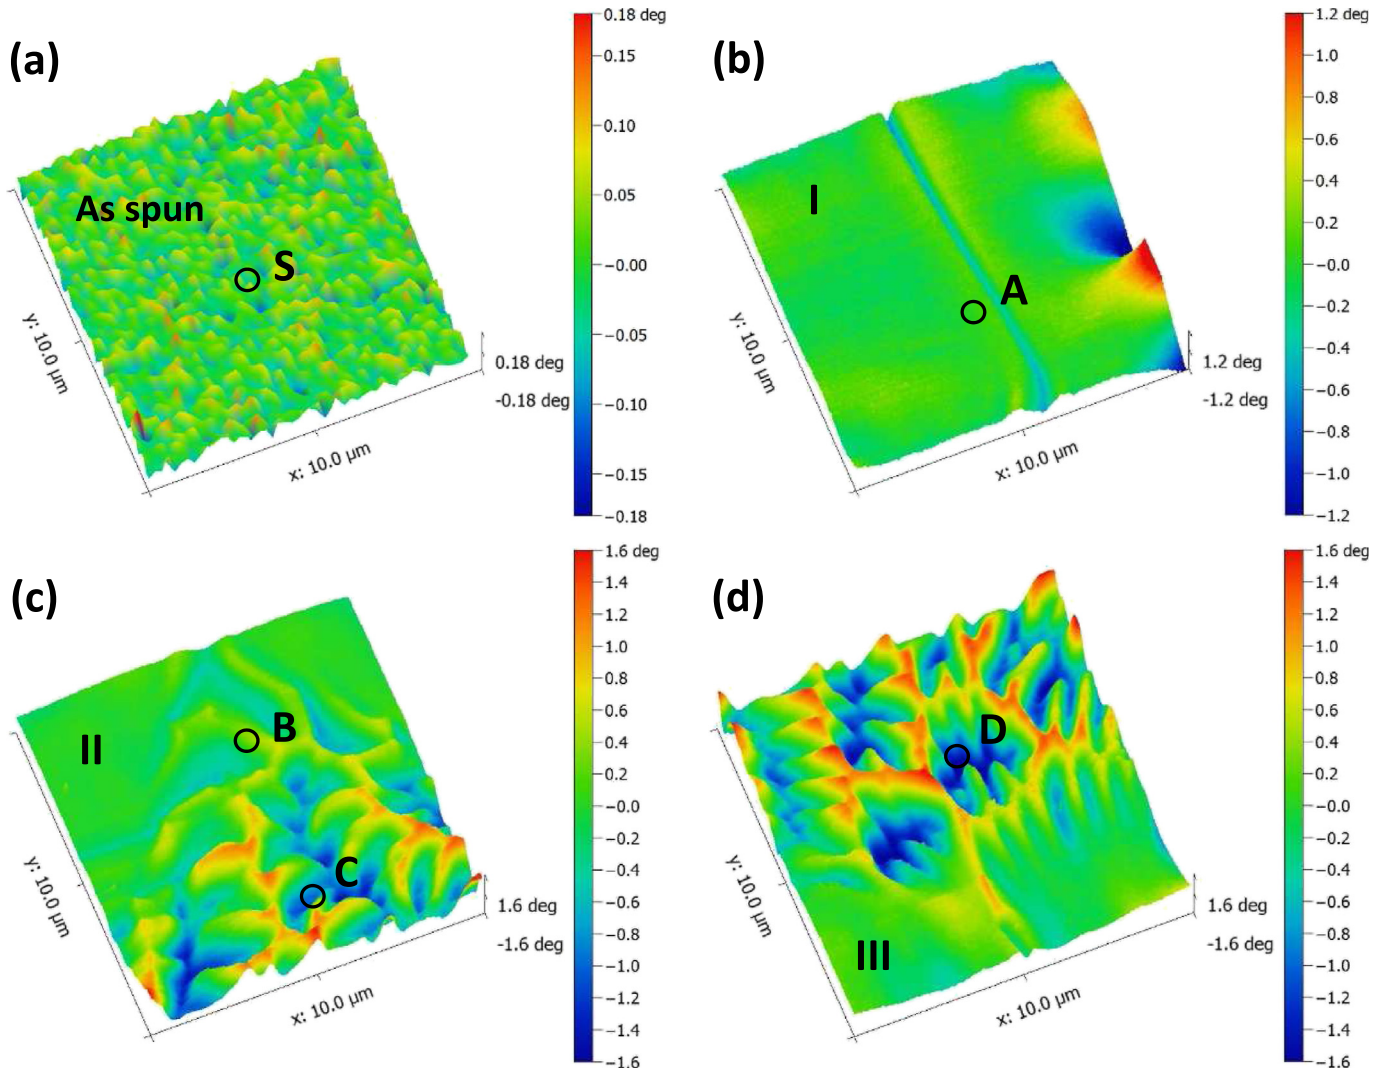 (a)
As spun
S
y: 10.0 µm
x: 10.0 µm
0.18 deg
-0.18 deg
0.18 deg
0.15
0.10
0.05
−0.00
−0.05
−0.10
−0.15
−0.18
(b)
I
A
y: 10.0 µm
x: 10.0 µm
1.2 deg
-1.2 deg
1.2 deg
1.0
0.8
0.6
0.4
0.2
0.0
−0.2
−0.4
−0.6
−0.8
−1.0
−1.2
(c)
II
B
C
y: 10.0 µm
x: 10.0 µm
1.6 deg
-1.6 deg
1.6 deg
1.4
1.2
1.0
0.8
0.6
0.4
0.2
−0.0
−0.2
−0.4
−0.6
−0.8
−1.0
−1.2
−1.4
−1.6
(d)
D
III
y: 10.0 µm
x: 10.0 µm
1.6 deg
-1.6 deg
1.6 deg
1.4
1.2
1.0
0.8
0.6
0.4
0.2
−0.0
−0.2
−0.4
−0.6
−0.8
−1.0
−1.2
−1.4
−1.6